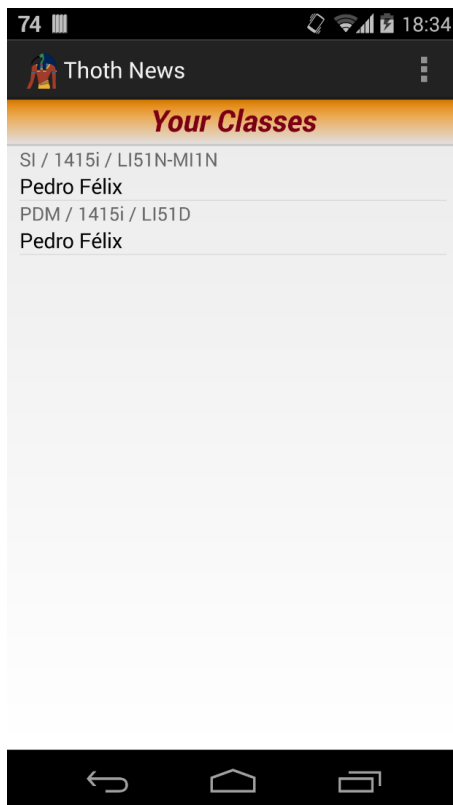 74 18:34
Thoth News
Your Classes
SI / 1415i / LI51N-MI1N
Pedro Félix
PDM / 1415i / LI51D
Pedro Félix